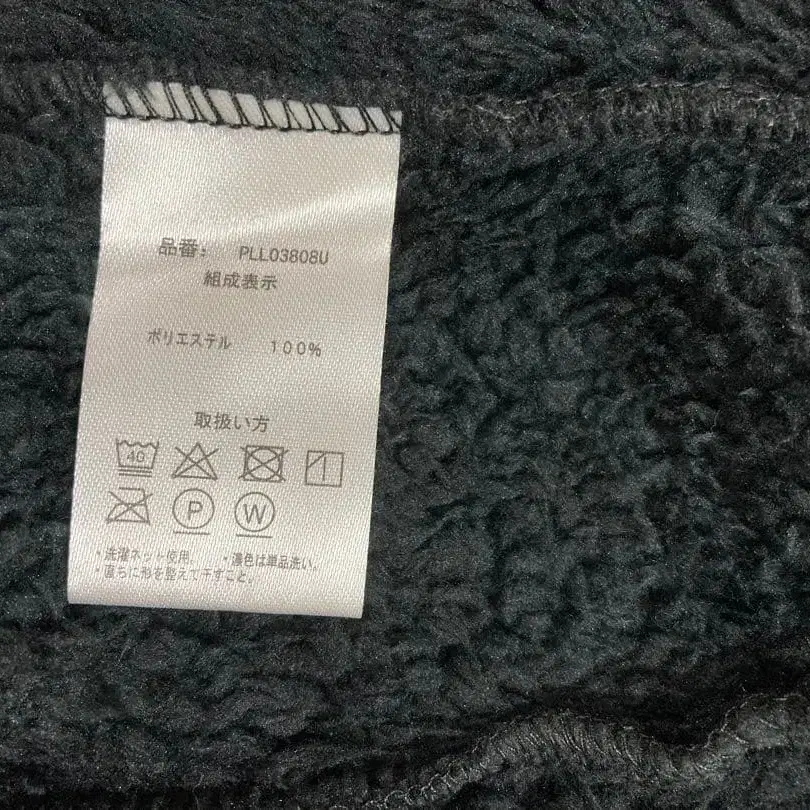 品番： PLL03808U
組成表示
ポリエステル 100%
取扱い方
40
P W
・洗濯ネット使用。 ・濃色は単品洗い。
・直ちに形を整えて干すこと。